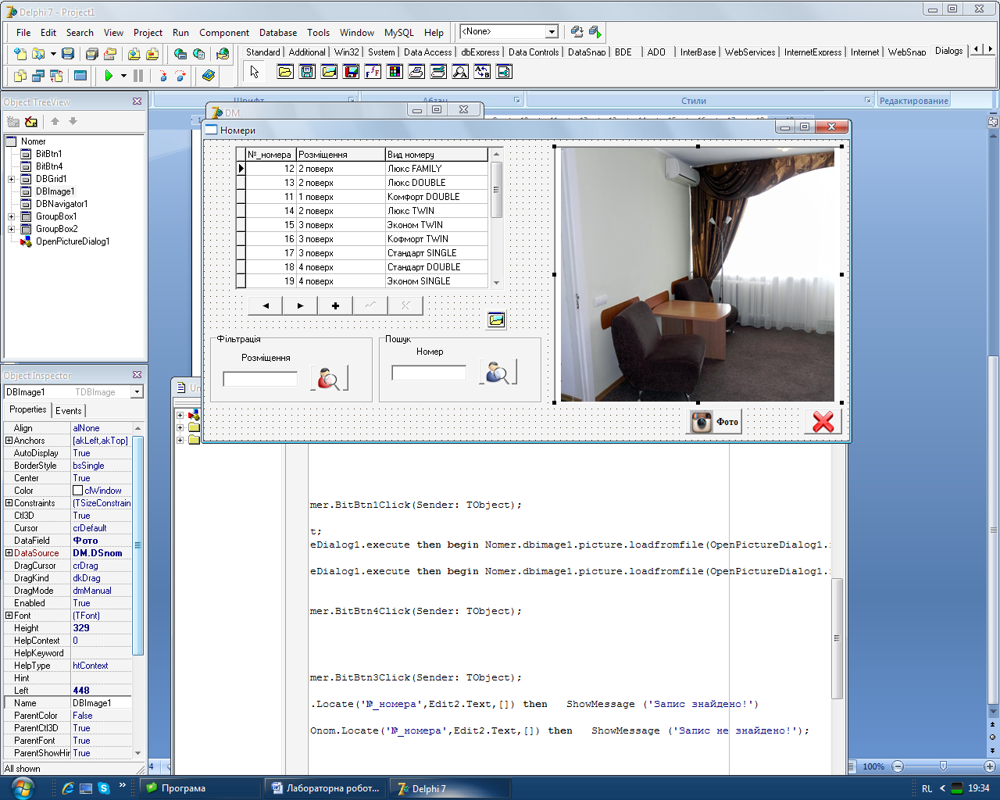 Delphi 7 - Project1
File Edit Search View Project Run Component Database Tools Window MySQL Help <None>
Standard Additional Win32 System Data Access dbExpress Data Controls DataSnap BDE ADO InterBase WebServices InternetExpress Internet WebSnap Dialogs
Object TreeView
Nomer
BitBtn1
BitBtn4
DBGrid1
DBImage1
DBNavigator1
GroupBox1
GroupBox2
OpenPictureDialog1
Шрифт Абзац Стили Редактирование
DM
Номери
№_номера Розміщення Вид номеру
12 2 поверх Люкс FAMILY
13 2 поверх Люкс DOUBLE
11 1 поверх Комфорт DOUBLE
14 2 поверх Люкс TWIN
15 3 поверх Эконом TWIN
16 3 поверх Кофморт TWIN
17 3 поверх Стандарт SINGLE
18 4 поверх Стандарт DOUBLE
19 4 поверх Эконом SINGLE
Фільтрація
Розміщення
Пошук
Номер
Фото
Object Inspector
DBImage1 TDBImage
Properties Events
Align alNone
Anchors [akLeft,akTop]
AutoDisplay True
BorderStyle bsSingle
Center True
Color clWindow
Constraints (TSizeConstrain
Ctl3D True
Cursor crDefault
DataField Фото
DataSource DM.DSnom
DragCursor crDrag
DragKind dkDrag
DragMode dmManual
Enabled True
Font (TFont)
Height 329
HelpContext 0
HelpKeyword
HelpType htContext
Hint
Left 448
Name DBImage1
ParentColor False
ParentCtl3D True
ParentFont True
ParentShowHin True
All shown
Un
mer.BitBtn1Click(Sender: TObject);
t;
eDialog1.execute then begin Nomer.dbimage1.picture.loadfromfile(OpenPictureDialog1.
eDialog1.execute then begin Nomer.dbimage1.picture.loadfromfile(OpenPictureDialog1.
mer.BitBtn4Click(Sender: TObject);
mer.BitBtn3Click(Sender: TObject);
.Locate('№_номера',Edit2.Text,[]) then ShowMessage ('Запис знайдено!')
Onom.Locate('№_номера',Edit2.Text,[]) then ShowMessage ('Запис не знайдено!');
4 100%
Програма Лабораторна робот... Delphi 7 RU 19:34